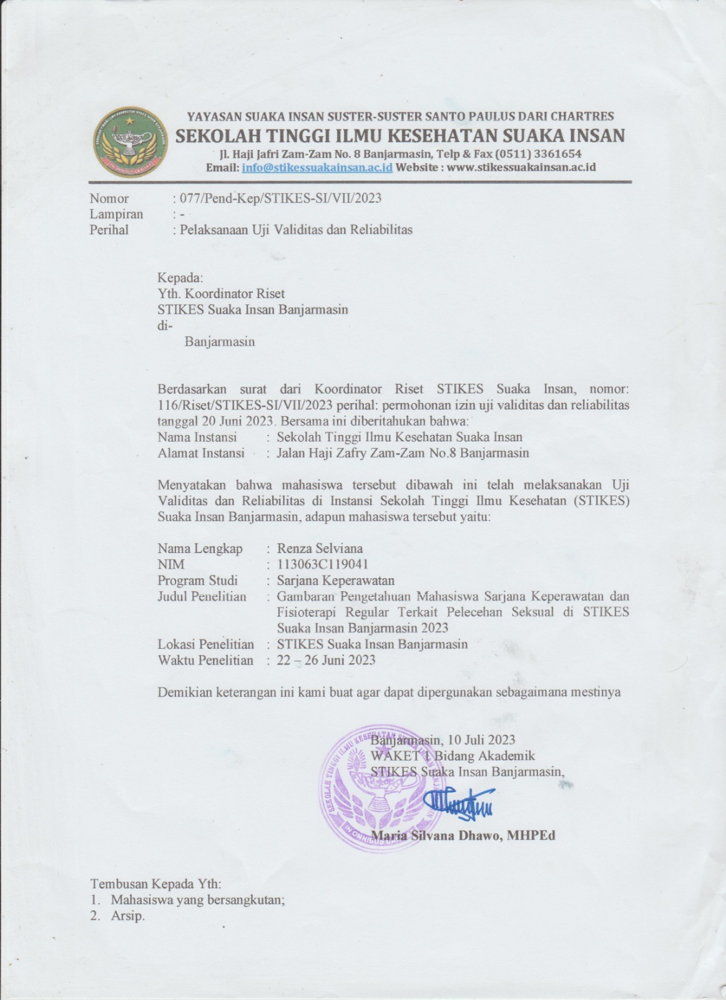 YAYASAN SUAKA INSAN SUSTER-SUSTER SANTO PAULUS DARI CHARTRES
SEKOLAH TINGGI ILMU KESEHATAN SUAKA INSAN
Jl. Haji Jafri Zam-Zam No. 8 Banjarmasin, Telp & Fax (0511) 3361654
Email: info@stikessuakainsan.ac.id Website : www.stikessuakainsan.ac.id
IN OMNIBUS CARITAS
Nomor : 077/Pend-Kep/STIKES-SI/VII/2023
Lampiran : -
Perihal : Pelaksanaan Uji Validitas dan Reliabilitas
Kepada:
Yth. Koordinator Riset
STIKES Suaka Insan Banjarmasin
di-
Banjarmasin
Berdasarkan surat dari Koordinator Riset STIKES Suaka Insan, nomor:
116/Riset/STIKES-SI/VII/2023 perihal: permohonan izin uji validitas dan reliabilitas
tanggal 20 Juni 2023. Bersama ini diberitahukan bahwa:
Nama Instansi : Sekolah Tinggi Ilmu Kesehatan Suaka Insan
Alamat Instansi : Jalan Haji Zafry Zam-Zam No.8 Banjarmasin
Menyatakan bahwa mahasiswa tersebut dibawah ini telah melaksanakan Uji
Validitas dan Reliabilitas di Instansi Sekolah Tinggi Ilmu Kesehatan (STIKES)
Suaka Insan Banjarmasin, adapun mahasiswa tersebut yaitu:
Nama Lengkap : Renza Selviana
NIM : 113063C119041
Program Studi : Sarjana Keperawatan
Judul Penelitian : Gambaran Pengetahuan Mahasiswa Sarjana Keperawatan dan
Fisioterapi Regular Terkait Pelecehan Seksual di STIKES
Suaka Insan Banjarmasin 2023
Lokasi Penelitian : STIKES Suaka Insan Banjarmasin
Waktu Penelitian : 22 – 26 Juni 2023
Demikian keterangan ini kami buat agar dapat dipergunakan sebagaimana mestinya
Banjarmasin, 10 Juli 2023
WAKET 1 Bidang Akademik
STIKES Suaka Insan Banjarmasin,
SEKOLAH TINGGI ILMU KESEHATAN SUAKA INSAN BANJARMASIN
IN OMNIBUS CARITAS
Maria Silvana Dhawo, MHPEd
Tembusan Kepada Yth:
1. Mahasiswa yang bersangkutan;
2. Arsip.